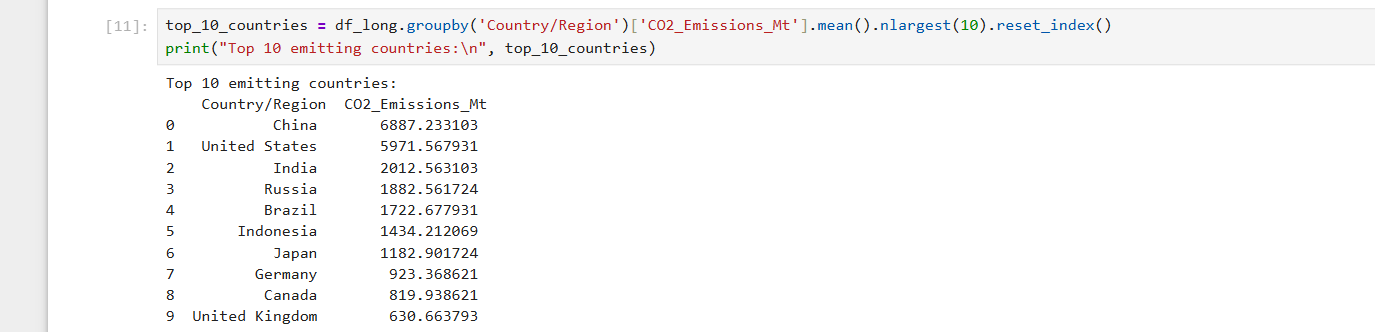 [11]: top_10_countries = df_long.groupby('Country/Region')['CO2_Emissions_Mt'].mean().nlargest(10).reset_index()
print("Top 10 emitting countries:\n", top_10_countries)
Top 10 emitting countries:
    Country/Region  CO2_Emissions_Mt
0           China       6887.233103
1   United States       5971.567931
2           India       2012.563103
3          Russia       1882.561724
4          Brazil       1722.677931
5       Indonesia       1434.212069
6           Japan       1182.901724
7         Germany        923.368621
8          Canada        819.938621
9  United Kingdom        630.663793